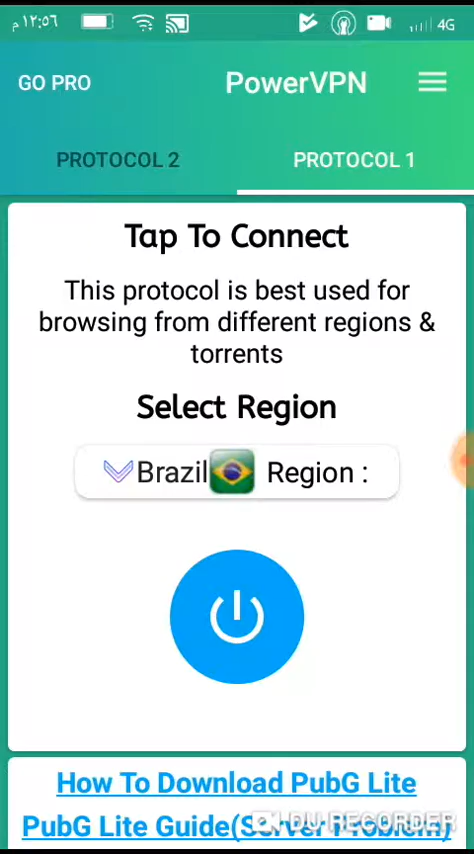 ١٢:٥٦ م
4G
GO PRO
PowerVPN
PROTOCOL 2
PROTOCOL 1
Tap To Connect
This protocol is best used for
browsing from different regions &
torrents
Select Region
Brazil Region :
How To Download PubG Lite
PubG Lite Guide(Server Problem)
DU RECORDER